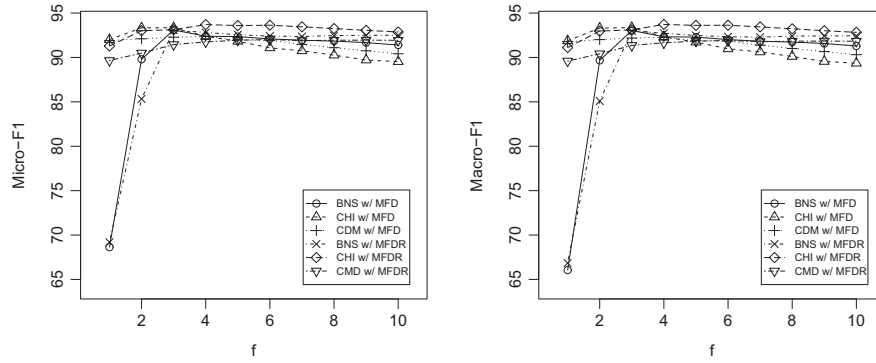 Micro−F1
95
90
85
80
75
70
65
BNS w/ MFD
CHI w/ MFD
CDM w/ MFD
BNS w/ MFDR
CHI w/ MFDR
CMD w/ MFDR
2 4 6 8 10
f
Macro−F1
95
90
85
80
75
70
65
BNS w/ MFD
CHI w/ MFD
CDM w/ MFD
BNS w/ MFDR
CHI w/ MFDR
CMD w/ MFDR
2 4 6 8 10
f